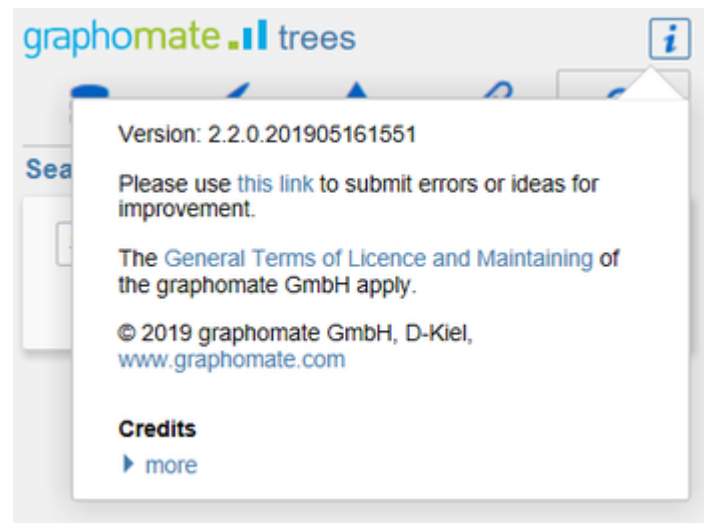 graphomate trees
i
Version: 2.2.0.201905161551
Sea
Please use this link to submit errors or ideas for
improvement.
The General Terms of Licence and Maintaining of
the graphomate GmbH apply.
© 2019 graphomate GmbH, D-Kiel,
www.graphomate.com
Credits
more